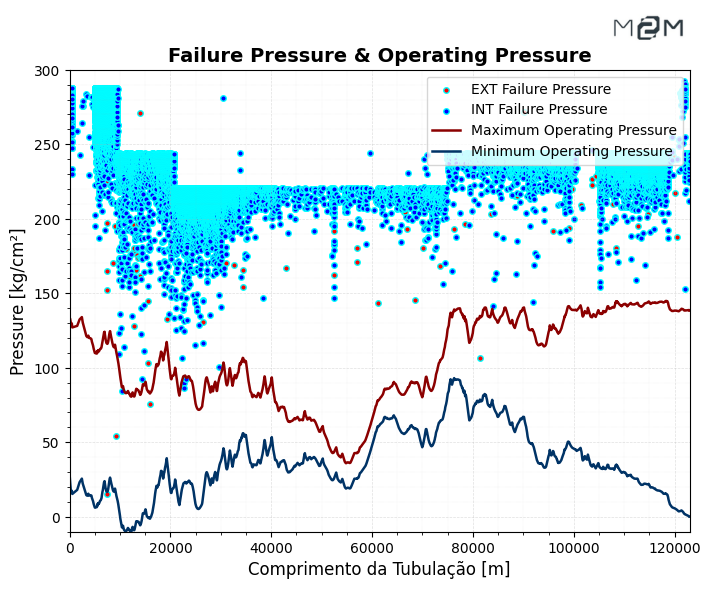 M2M
Failure Pressure & Operating Pressure
300
250
200
150
100
50
0
Pressure [kg/cm²]
EXT Failure Pressure
INT Failure Pressure
Maximum Operating Pressure
Minimum Operating Pressure
0 20000 40000 60000 80000 100000 120000
Comprimento da Tubulação [m]